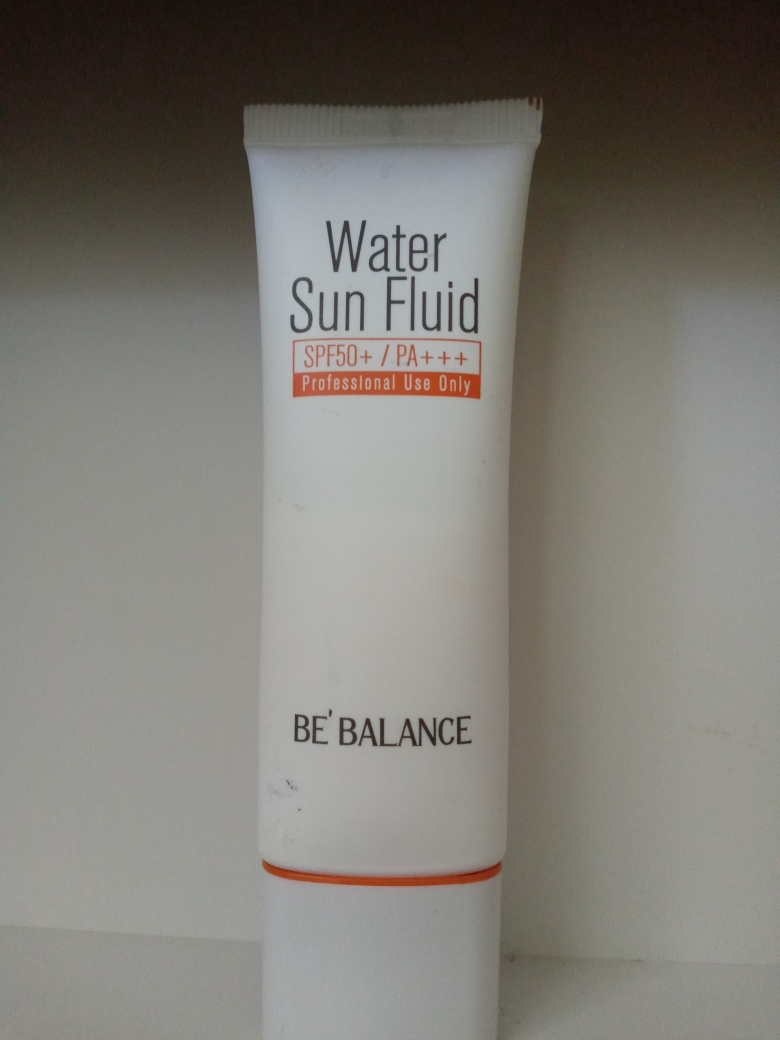 Water
Sun Fluid
SPF50+ / PA+++
Professional Use Only
BE' BALANCE